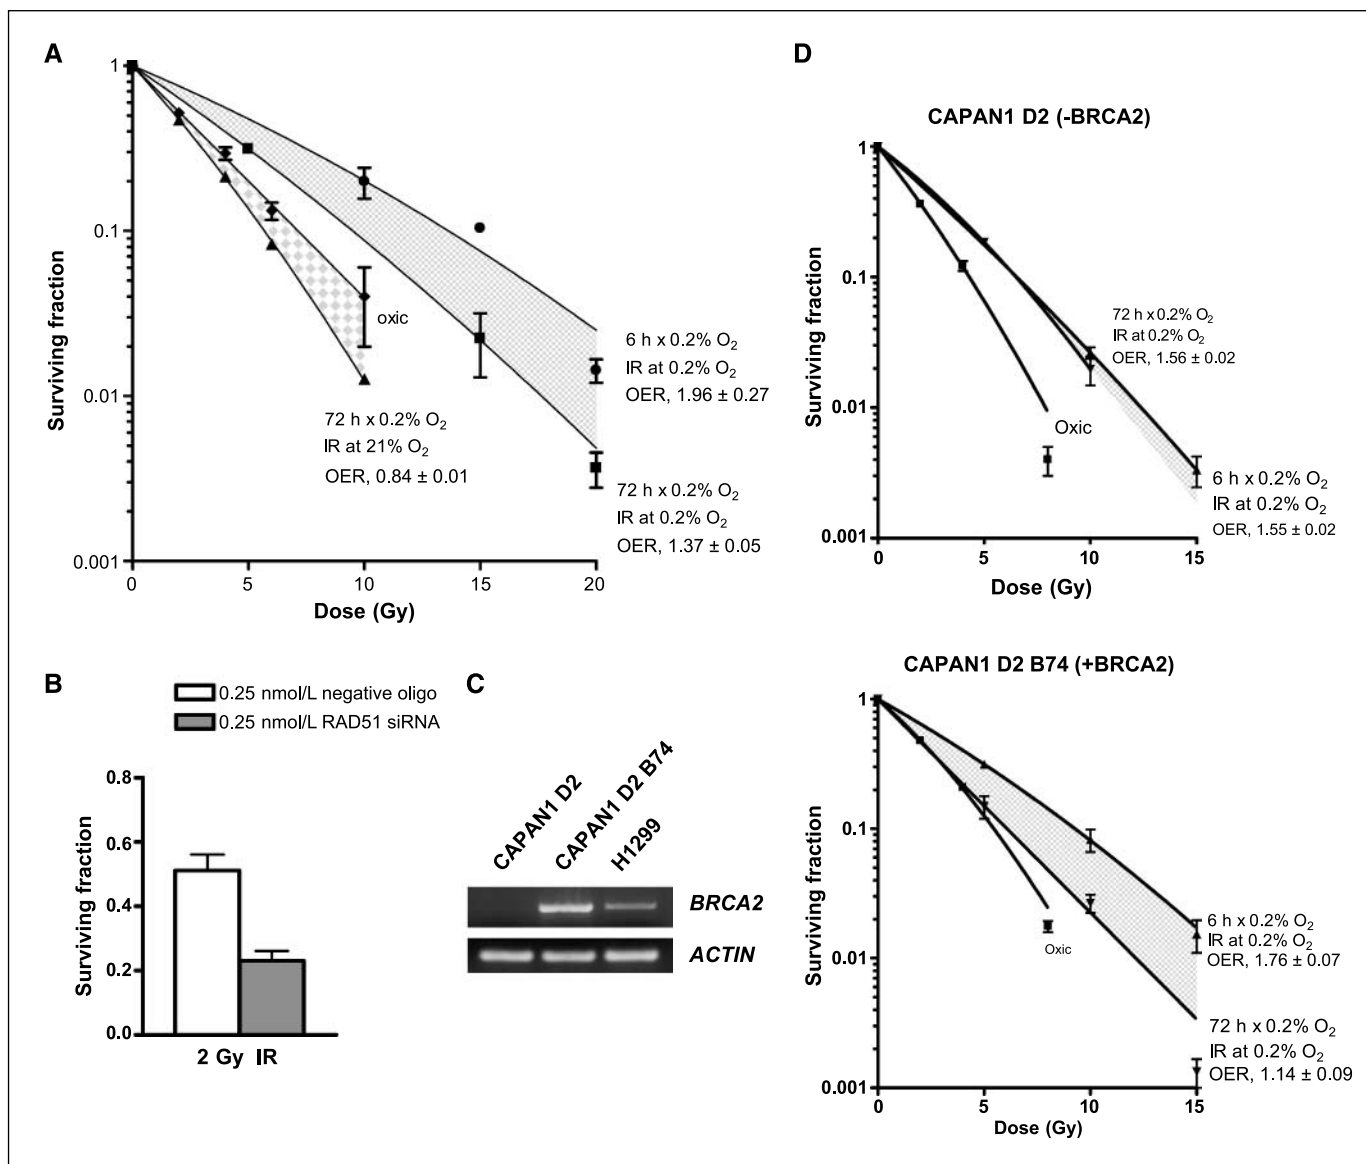 A
1
0.1
0.01
0.001
Surviving fraction
0
5
10
15
20
Dose (Gy)
oxic
6 h x 0.2% O₂
IR at 0.2% O₂
OER, 1.96 ± 0.27
72 h x 0.2% O₂
IR at 21% O₂
OER, 0.84 ± 0.01
72 h x 0.2% O₂
IR at 0.2% O₂
OER, 1.37 ± 0.05
B
0.25 nmol/L negative oligo
0.25 nmol/L RAD51 siRNA
0.8
0.6
0.4
0.2
0.0
Surviving fraction
2 Gy IR
C
CAPAN1 D2
CAPAN1 D2 B74
H1299
BRCA2
ACTIN
D
CAPAN1 D2 (-BRCA2)
1
0.1
0.01
0.001
Surviving fraction
0
5
10
15
Dose (Gy)
72 h x 0.2% O₂
IR at 0.2% O₂
OER, 1.56 ± 0.02
Oxic
6 h x 0.2% O₂
IR at 0.2% O₂
OER, 1.55 ± 0.02
CAPAN1 D2 B74 (+BRCA2)
1
0.1
0.01
0.001
Surviving fraction
0
5
10
15
Dose (Gy)
Oxic
6 h x 0.2% O₂
IR at 0.2% O₂
OER, 1.76 ± 0.07
72 h x 0.2% O₂
IR at 0.2% O₂
OER, 1.14 ± 0.09